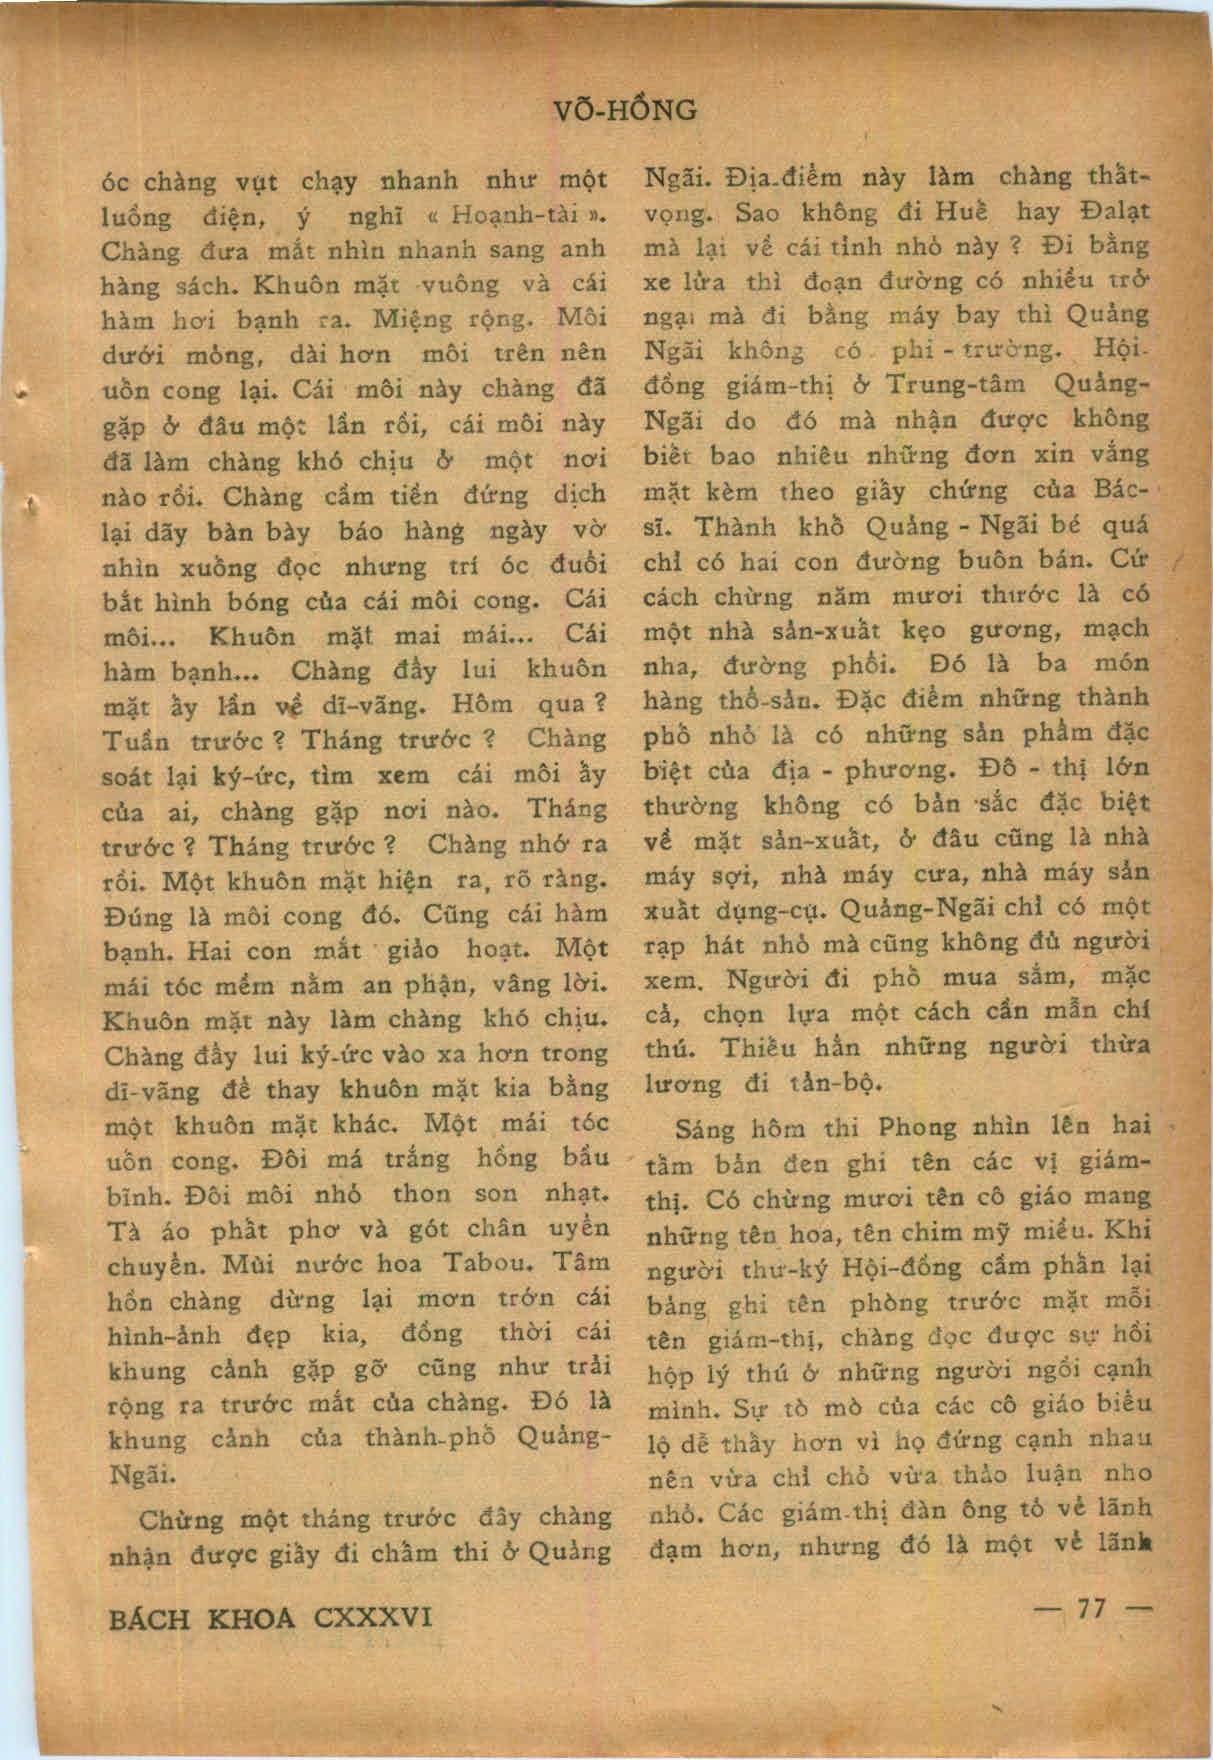 VÕ-HỒNG
óc chàng vụt chạy nhanh như một
luồng điện, ý nghĩ « Hoạnh-tài ».
Chàng đưa mắt nhìn nhanh sang anh
hàng sách. Khuôn mặt vuông và cái
hàm hơi bạnh ra. Miệng rộng. Môi
dưới mỏng, dài hơn môi trên nên
uốn cong lại. Cái môi này chàng đã
gặp ở đâu một lần rồi, cái môi này
đã làm chàng khó chịu ở một nơi
nào rồi. Chàng cầm tiền đứng dịch
lại dãy bàn bày báo hàng ngày vờ
nhìn xuống đọc nhưng trí óc đuổi
bắt hình bóng của cái môi cong. Cái
môi... Khuôn mặt mai mái... Cái
hàm bạnh... Chàng đẩy lui khuôn
mặt ấy lần về dĩ-vãng. Hôm qua ?
Tuần trước ? Tháng trước ? Chàng
soát lại ký-ức, tìm xem cái môi ấy
của ai, chàng gặp nơi nào. Tháng
trước ? Tháng trước ? Chàng nhớ ra
rồi. Một khuôn mặt hiện ra, rõ ràng.
Đúng là môi cong đó. Cũng cái hàm
bạnh. Hai con mắt giảo hoạt. Một
mái tóc mềm nằm an phận, vâng lời.
Khuôn mặt này làm chàng khó chịu.
Chàng đẩy lui ký-ức vào xa hơn trong
dĩ-vãng để thay khuôn mặt kia bằng
một khuôn mặt khác. Một mái tóc
uốn cong. Đôi má trắng hồng bầu
bĩnh. Đôi môi nhỏ thon son nhạt.
Tà áo phất phơ và gót chân uyển
chuyển. Mùi nước hoa Tabou. Tâm
hồn chàng dừng lại mơn trớn cái
hình-ảnh đẹp kia, đồng thời cái
khung cảnh gặp gỡ cũng như trải
rộng ra trước mắt của chàng. Đó là
khung cảnh của thành-phố Quảng-
Ngãi.
Chừng một tháng trước đây chàng
nhận được giấy đi chấm thi ở Quảng
Ngãi. Địa-điểm này làm chàng thất-
vọng. Sao không đi Huế hay Đalạt
mà lại về cái tỉnh nhỏ này ? Đi bằng
xe lửa thì đoạn đường có nhiều trở
ngại mà đi bằng máy bay thì Quảng
Ngãi không có phi - trường. Hội-
đồng giám-thị ở Trung-tâm Quảng-
Ngãi do đó mà nhận được không
biết bao nhiêu những đơn xin vắng
mặt kèm theo giấy chứng của Bác-
sĩ. Thành khố Quảng - Ngãi bé quá
chỉ có hai con đường buôn bán. Cứ
cách chừng năm mươi thước là có
một nhà sản-xuất kẹo gương, mạch
nha, đường phổi. Đó là ba món
hàng thổ-sản. Đặc điểm những thành
phố nhỏ là có những sản phẩm đặc
biệt của địa - phương. Đô - thị lớn
thường không có bản sắc đặc biệt
về mặt sản-xuất, ở đâu cũng là nhà
máy sợi, nhà máy cưa, nhà máy sản
xuất dụng-cụ. Quảng-Ngãi chỉ có một
rạp hát nhỏ mà cũng không đủ người
xem. Người đi phố mua sắm, mặc
cả, chọn lựa một cách cần mẫn chí
thú. Thiếu hẳn những người thừa
lương đi tản-bộ.
Sáng hôm thi Phong nhìn lên hai
tấm bản đen ghi tên các vị giám-
thị. Có chừng mươi tên cô giáo mang
những tên hoa, tên chim mỹ miều. Khi
người thư-ký Hội-đồng cầm phấn lại
bảng ghi tên phòng trước mặt mỗi
tên giám-thị, chàng đọc được sự hồi
hộp lý thú ở những người ngồi cạnh
mình. Sự tò mò của các cô giáo biểu
lộ dễ thấy hơn vì họ đứng cạnh nhau
nên vừa chỉ chỏ vừa thảo luận nho
nhỏ. Các giám-thị đàn ông tỏ vẻ lãnh
đạm hơn, nhưng đó là một vẻ lãnh
BÁCH KHOA CXXXVI
— 77 —